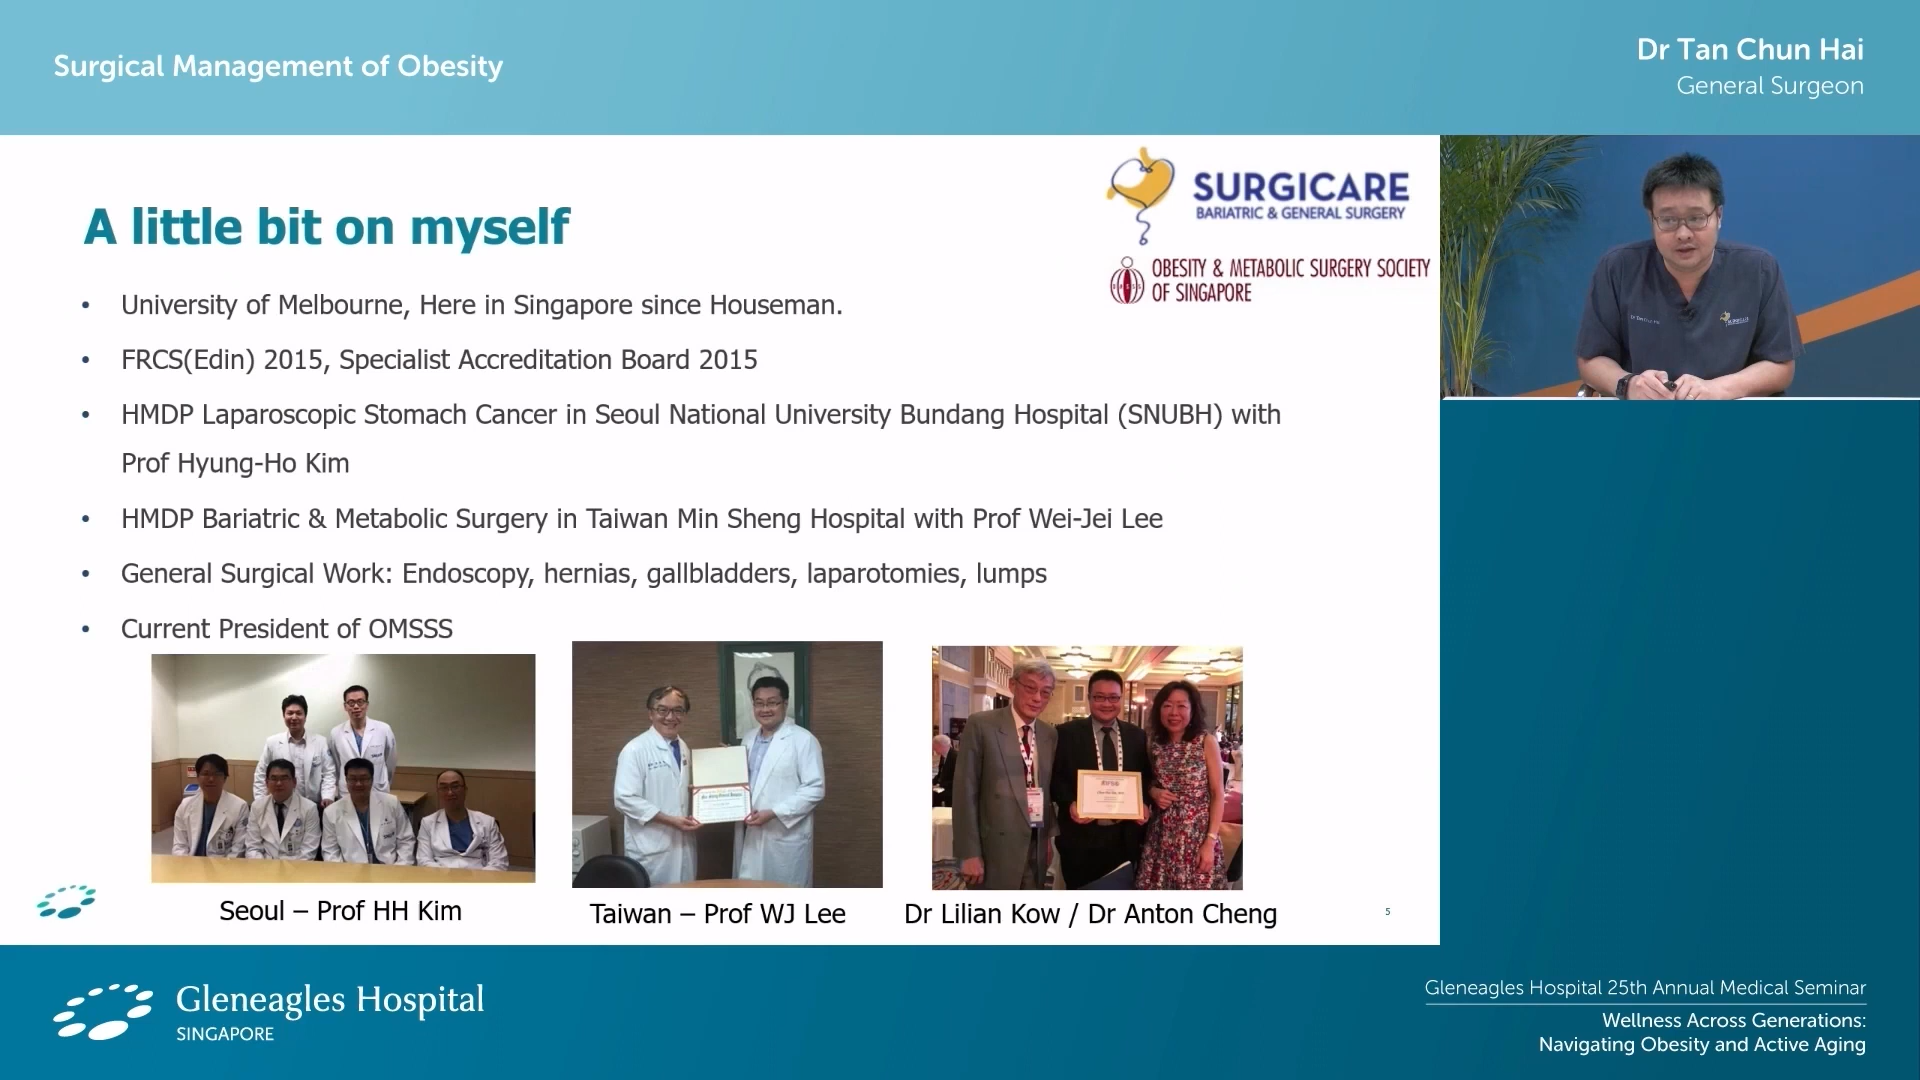 Surgical Management of Obesity
Dr Tan Chun Hai
General Surgeon
SURGICARE
BARIATRIC & GENERAL SURGERY
OBESITY & METABOLIC SURGERY SOCIETY
OF SINGAPORE
A little bit on myself
• University of Melbourne, Here in Singapore since Houseman.
• FRCS(Edin) 2015, Specialist Accreditation Board 2015
• HMDP Laparoscopic Stomach Cancer in Seoul National University Bundang Hospital (SNUBH) with
Prof Hyung-Ho Kim
• HMDP Bariatric & Metabolic Surgery in Taiwan Min Sheng Hospital with Prof Wei-Jei Lee
• General Surgical Work: Endoscopy, hernias, gallbladders, laparotomies, lumps
• Current President of OMSSS
Seoul – Prof HH Kim
Taiwan – Prof WJ Lee
Dr Lilian Kow / Dr Anton Cheng
5
Gleneagles Hospital
SINGAPORE
Gleneagles Hospital 25th Annual Medical Seminar
Wellness Across Generations:
Navigating Obesity and Active Aging